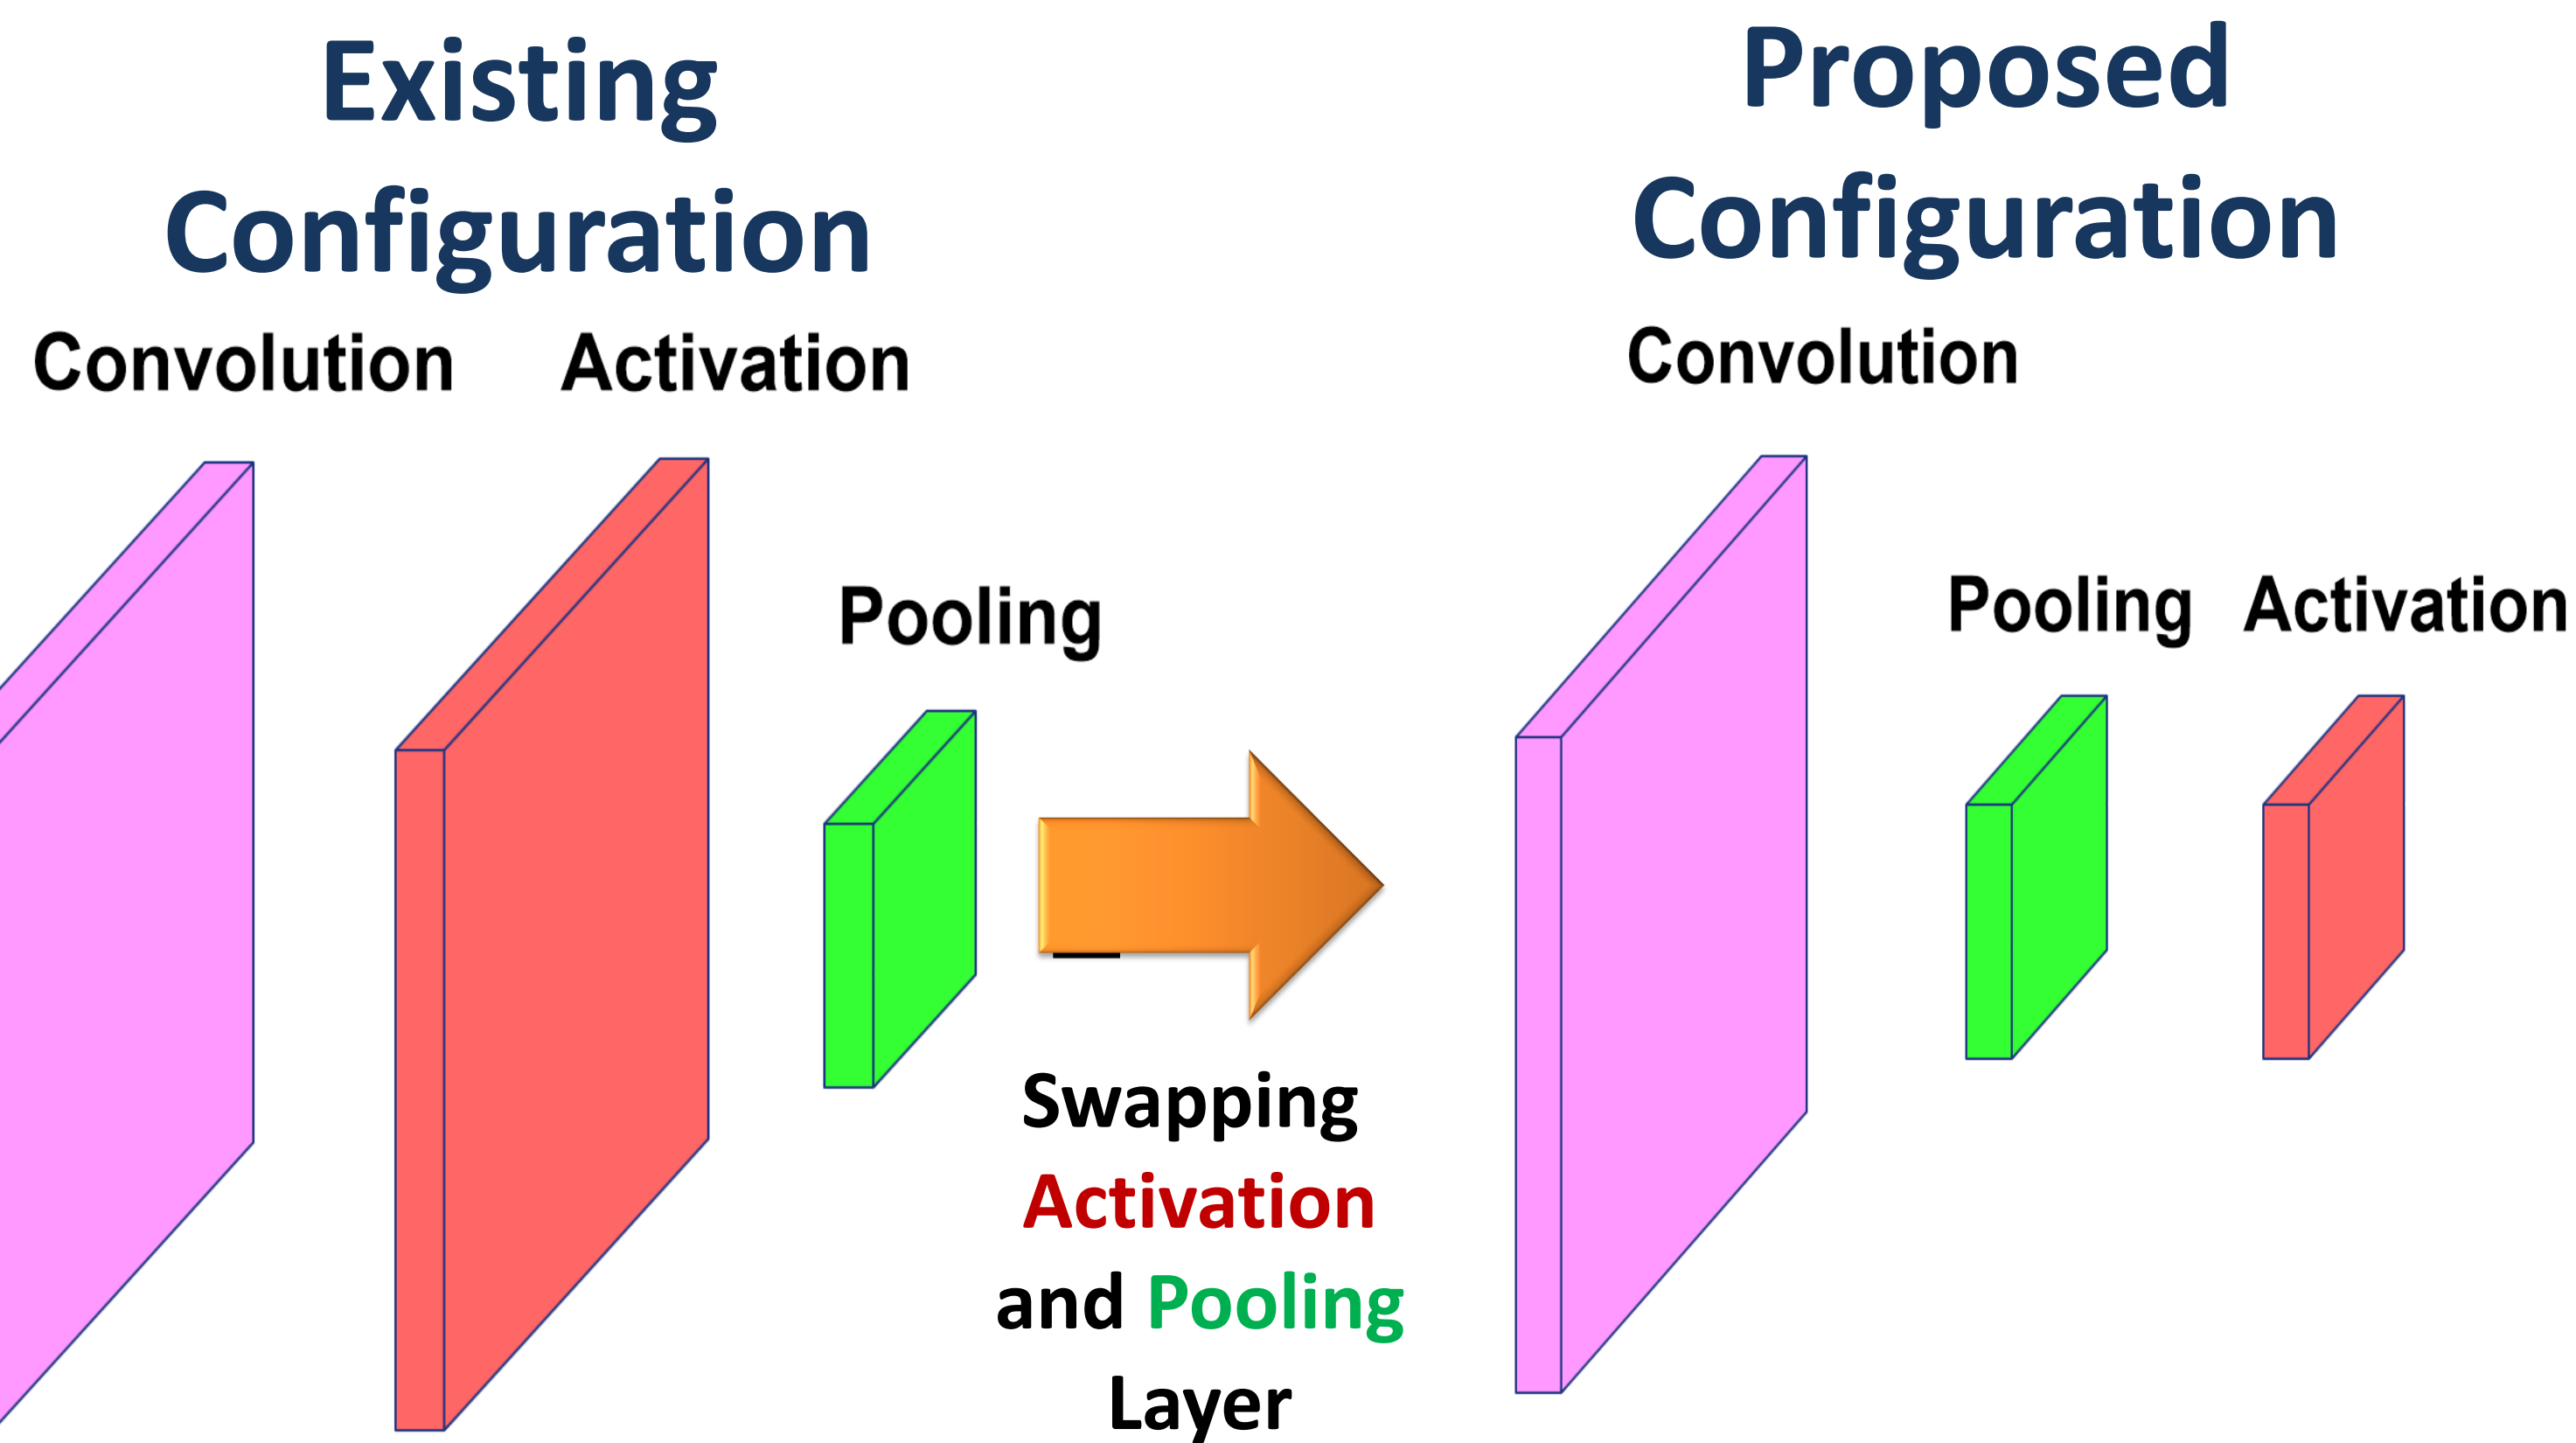 Existing
Configuration
Convolution
Activation
Pooling
Swapping
Activation
and Pooling
Layer
Proposed
Configuration
Convolution
Pooling
Activation